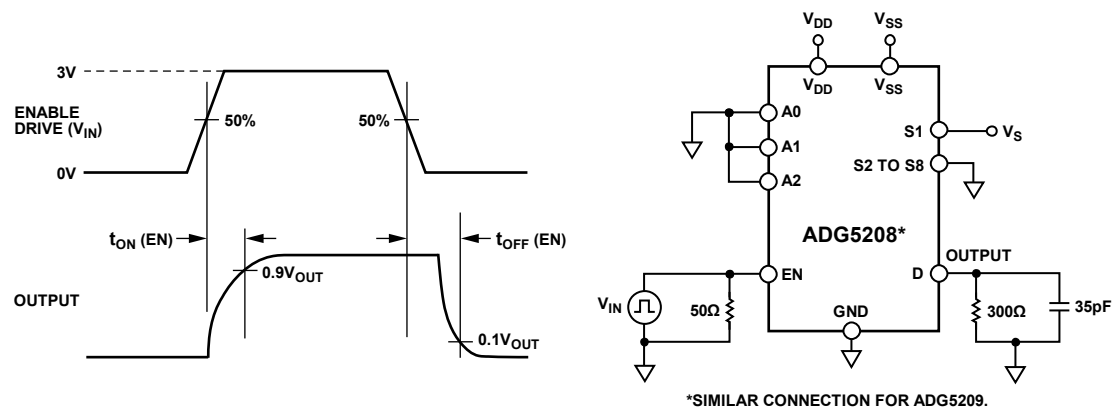 3V
ENABLE
DRIVE (VIN)
50%
50%
0V
tON (EN)
tOFF (EN)
0.9VOUT
OUTPUT
0.1VOUT
VDD
VSS
VDD
VSS
A0
A1
A2
S1
VS
S2 TO S8
ADG5208*
OUTPUT
EN
D
VIN
50Ω
GND
300Ω
35pF
*SIMILAR CONNECTION FOR ADG5209.